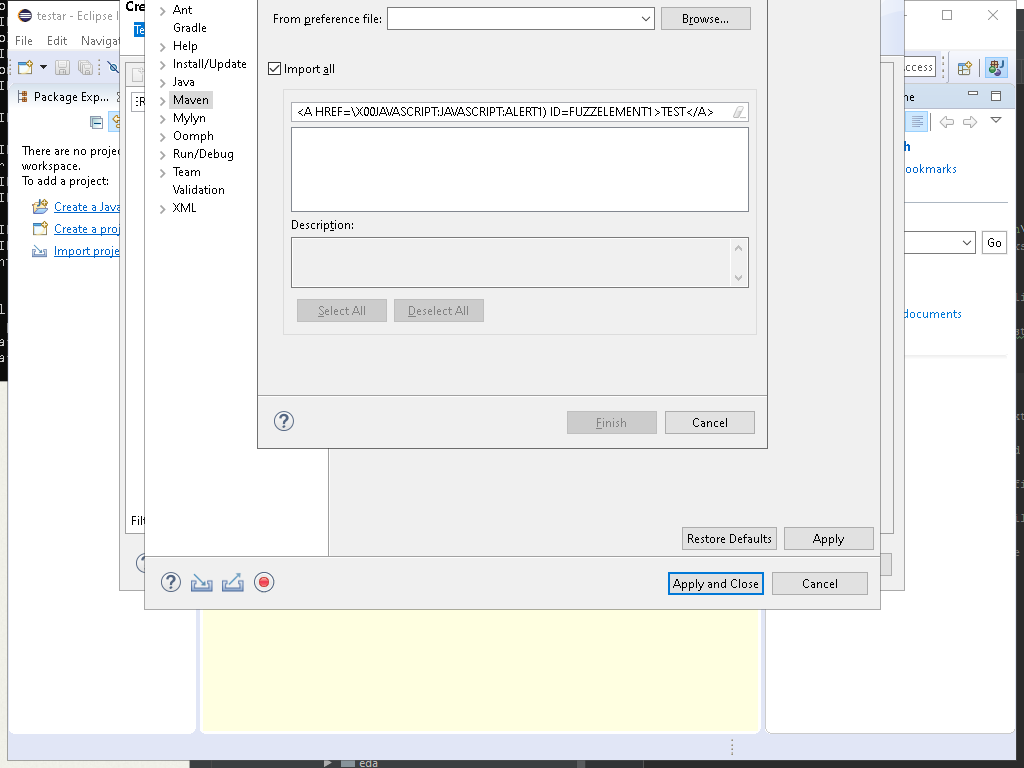 testar - Eclipse
File Edit Navigat
Package Exp...
There are no proje
workspace.
To add a project:
Create a Java
Create a proj
Import proje
Cre
Te
Filt
Ant
Gradle
Help
Install/Update
Java
Maven
Mylyn
Oomph
Run/Debug
Team
Validation
XML
From preference file:
Browse...
Import all
<A HREF=\X00JAVASCRIPT:JAVASCRIPT:ALERT1) ID=FUZZELEMENT1>TEST</A>
Description:
Select All
Deselect All
Finish
Cancel
Restore Defaults
Apply
Apply and Close
Cancel
ccess
ne
h
ookmarks
Go
documents
eda